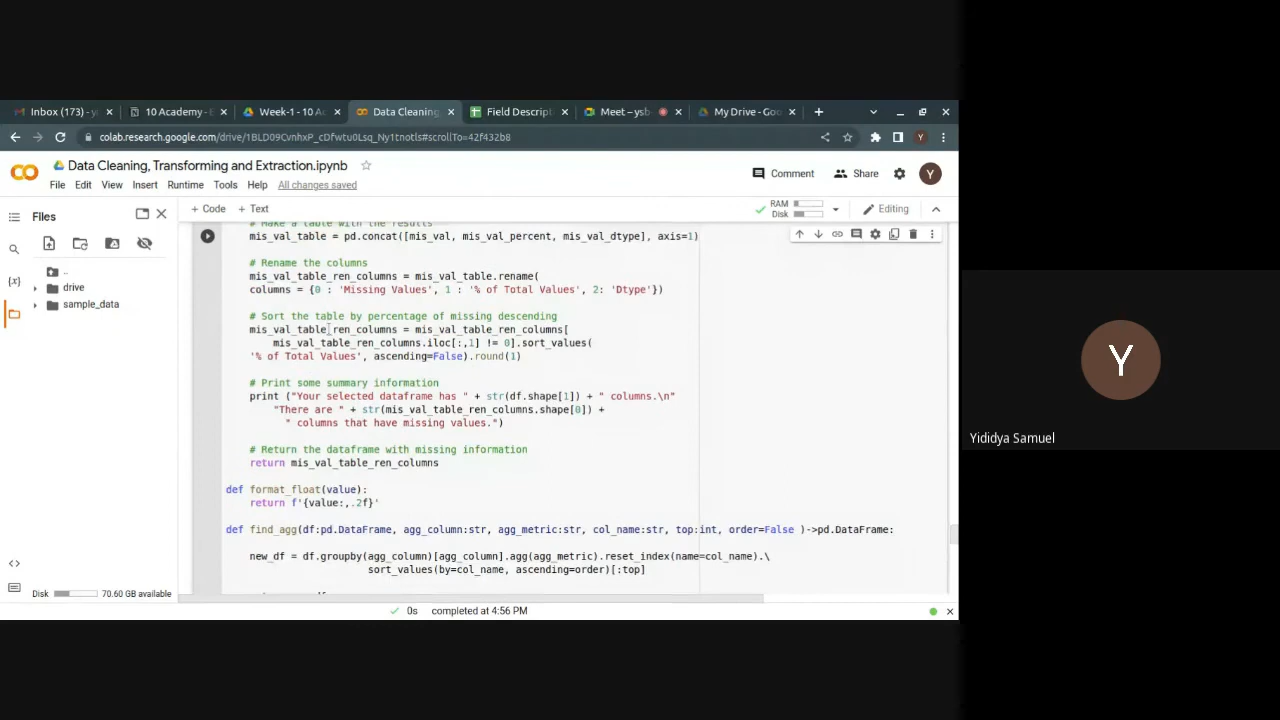 Inbox (173) - y
10 Academy - E
Week-1 - 10 Ac
Data Cleaning,
Field Descript
Meet – ysb
My Drive - Goo
colab.research.google.com/drive/1BLD09CvnhxP_cDfwtu0Lsq_Ny1tnotls#scrollTo=42f432b8
Data Cleaning, Transforming and Extraction.ipynb
Comment
Share
Y
File Edit View Insert Runtime Tools Help All changes saved
Files
+ Code + Text
RAM
Disk
Editing
..
drive
sample_data
# Make a table with the results
mis_val_table = pd.concat([mis_val, mis_val_percent, mis_val_dtype], axis=1)
# Rename the columns
mis_val_table_ren_columns = mis_val_table.rename(
columns = {0 : 'Missing Values', 1 : '% of Total Values', 2: 'Dtype'})
# Sort the table by percentage of missing descending
mis_val_table_ren_columns = mis_val_table_ren_columns[
mis_val_table_ren_columns.iloc[:,1] != 0].sort_values(
'% of Total Values', ascending=False).round(1)
# Print some summary information
print ("Your selected dataframe has " + str(df.shape[1]) + " columns.\n"
"There are " + str(mis_val_table_ren_columns.shape[0]) +
" columns that have missing values.")
# Return the dataframe with missing information
return mis_val_table_ren_columns
def format_float(value):
return f'{value:,.2f}'
def find_agg(df:pd.DataFrame, agg_column:str, agg_metric:str, col_name:str, top:int, order=False )->pd.DataFrame:
new_df = df.groupby(agg_column)[agg_column].agg(agg_metric).reset_index(name=col_name).\
sort_values(by=col_name, ascending=order)[:top]
Disk
70.60 GB available
0s completed at 4:56 PM
Y
Yididya Samuel